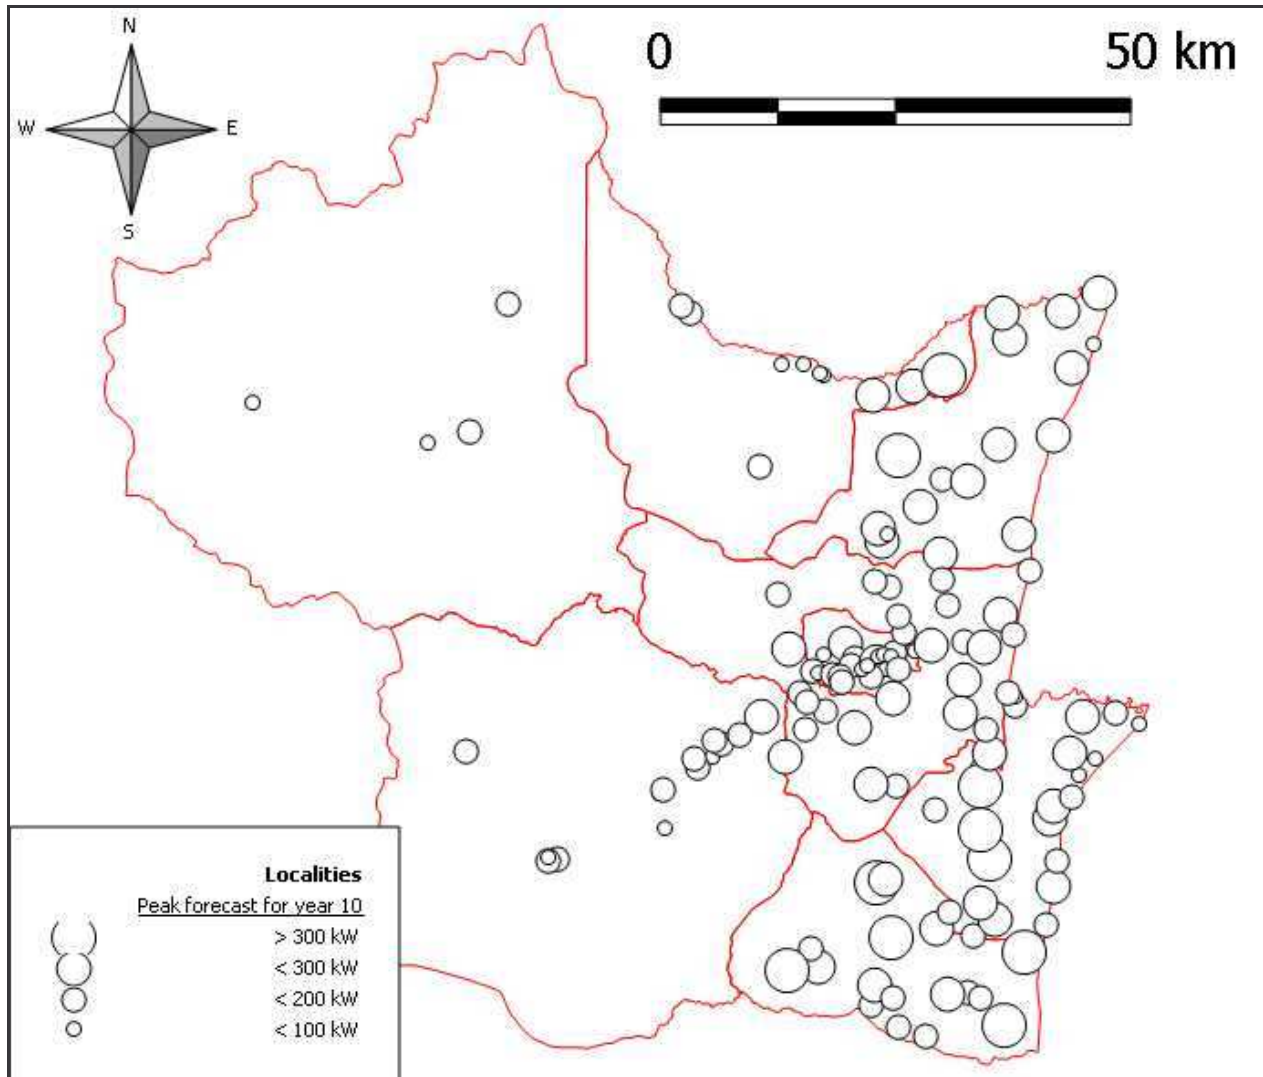 N
W E
S
0 50 km
Localities
Peak forecast for year 10
> 300 kW
< 300 kW
< 200 kW
< 100 kW